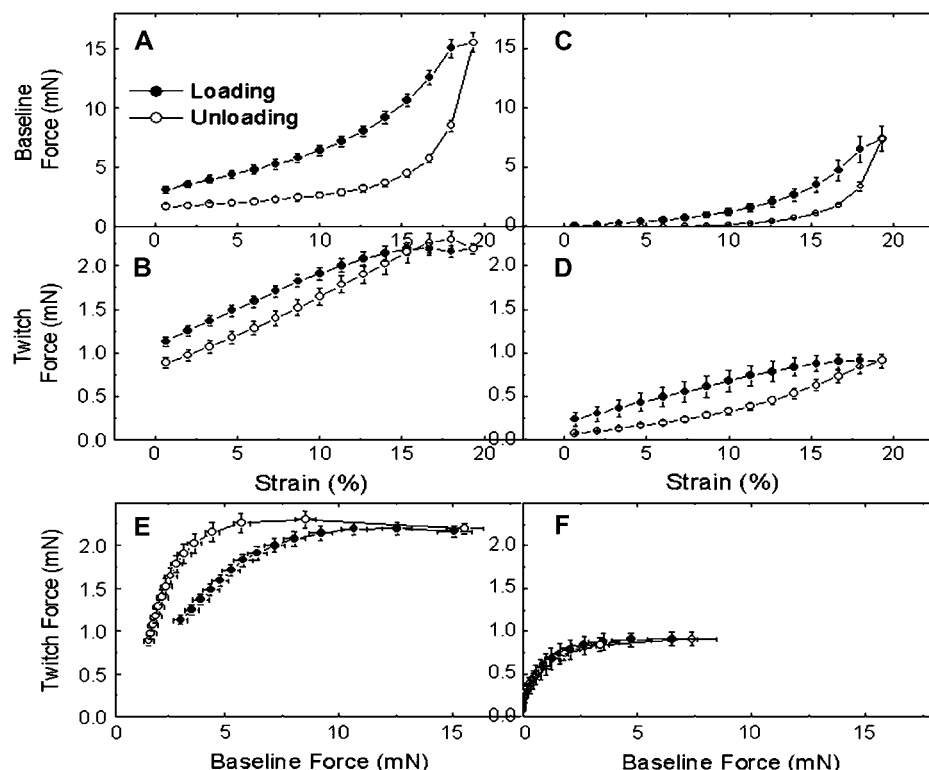 A
C
Baseline
Force (mN)
15
10
5
0
Loading
Unloading
15
10
5
0
0 5 10 15 20
0 5 10 15 20
B
D
Twitch
Force (mN)
2.0
1.5
1.0
0.5
0.0
2.0
1.5
1.0
0.5
0.0
0 5 10 15 20
0 5 10 15 20
Strain (%)
Strain (%)
E
F
Twitch Force (mN)
2.0
1.5
1.0
0.5
0.0
2.0
1.5
1.0
0.5
0.0
0 5 10 15
0 5 10 15
Baseline Force (mN)
Baseline Force (mN)